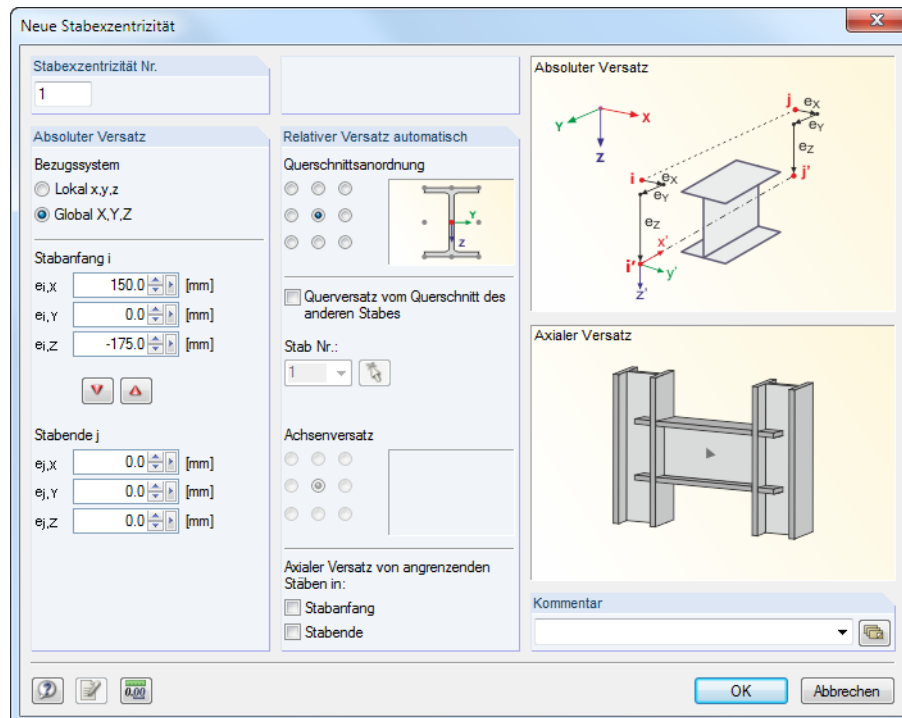 Neue Stabexzentrizität
Stabexzentrizität Nr.
1
Absoluter Versatz
Bezugssystem
Lokal x,y,z
Global X,Y,Z
Stabanfang i
ei,X 150.0 [mm]
ei,Y 0.0 [mm]
ei,Z -175.0 [mm]
Stabende j
ej,X 0.0 [mm]
ej,Y 0.0 [mm]
ej,Z 0.0 [mm]
Relativer Versatz automatisch
Querschnittsanordnung
Y
Z
Querversatz vom Querschnitt des
anderen Stabes
Stab Nr.:
1
Achsenversatz
Axialer Versatz von angrenzenden
Stäben in:
Stabanfang
Stabende
Absoluter Versatz
Y X
Z
j eX
eY
eZ
j'
i eX
eY
eZ
x'
i' y'
z'
Axialer Versatz
Kommentar
0.00
OK
Abbrechen